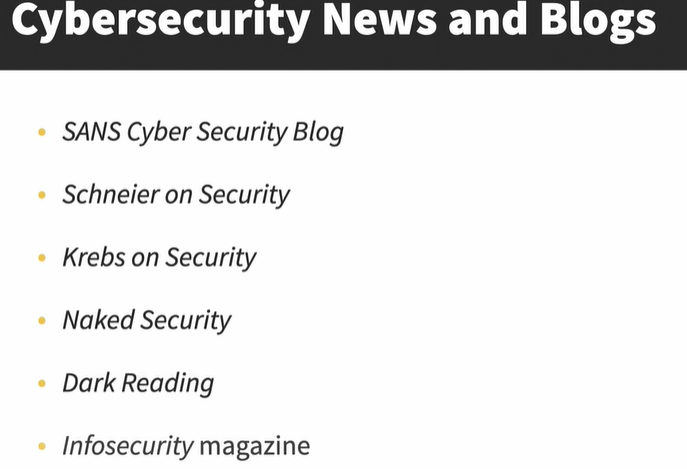 Cybersecurity News and Blogs
• SANS Cyber Security Blog
• Schneier on Security
• Krebs on Security
• Naked Security
• Dark Reading
• Infosecurity magazine